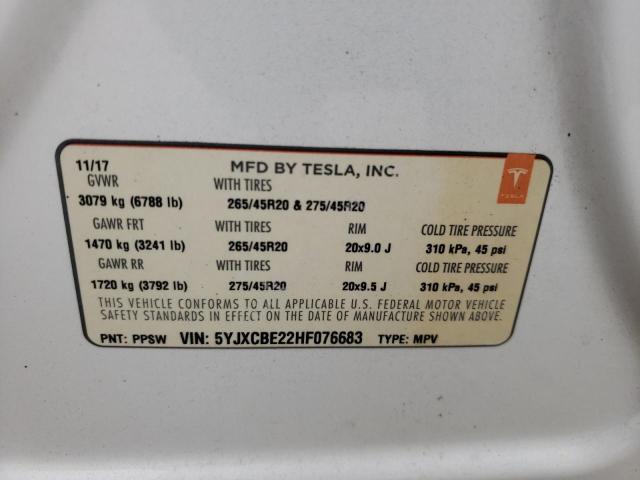 11/17 MFD BY TESLA, INC. TESLA
GVWR WITH TIRES
3079 kg (6788 lb) 265/45R20 & 275/45R20
GAWR FRT WITH TIRES RIM COLD TIRE PRESSURE
1470 kg (3241 lb) 265/45R20 20x9.0 J 310 kPa, 45 psi
GAWR RR WITH TIRES RIM COLD TIRE PRESSURE
1720 kg (3792 lb) 275/45R20 20x9.5 J 310 kPa, 45 psi
THIS VEHICLE CONFORMS TO ALL APPLICABLE U.S. FEDERAL MOTOR VEHICLE
SAFETY STANDARDS IN EFFECT ON THE DATE OF MANUFACTURE SHOWN ABOVE.
PNT: PPSW VIN: 5YJXCBE22HF076683 TYPE: MPV